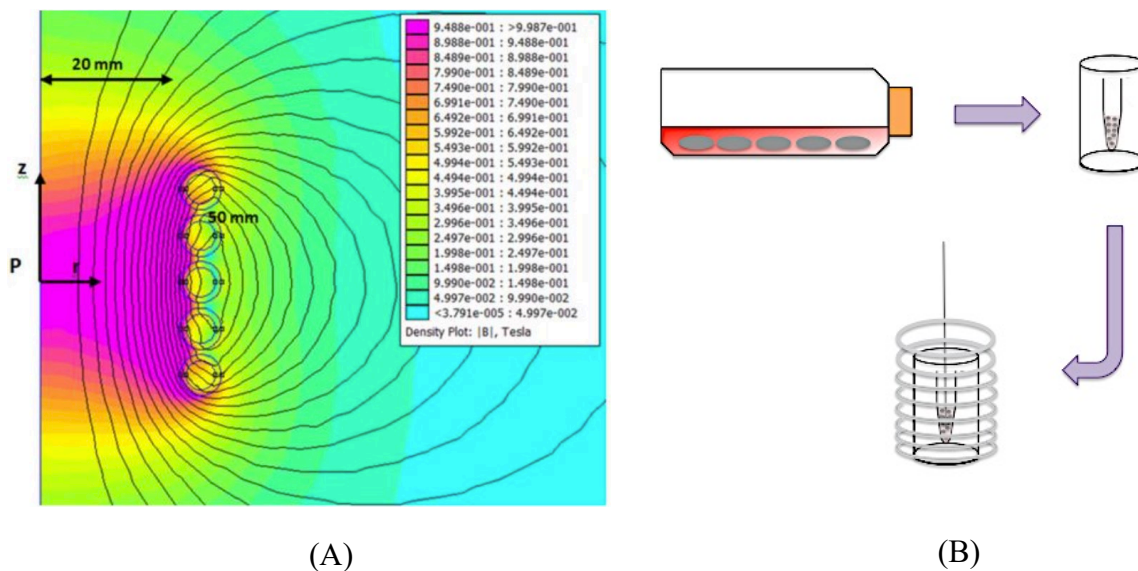 20 mm
z
50 mm
P
r
9.488e-001 : >9.987e-001
8.988e-001 : 9.488e-001
8.489e-001 : 8.988e-001
7.990e-001 : 8.489e-001
7.490e-001 : 7.990e-001
6.991e-001 : 7.490e-001
6.492e-001 : 6.991e-001
5.992e-001 : 6.492e-001
5.493e-001 : 5.992e-001
4.994e-001 : 5.493e-001
4.494e-001 : 4.994e-001
3.995e-001 : 4.494e-001
3.496e-001 : 3.995e-001
2.996e-001 : 3.496e-001
2.497e-001 : 2.996e-001
1.998e-001 : 2.497e-001
1.498e-001 : 1.998e-001
9.990e-002 : 1.498e-001
4.997e-002 : 9.990e-002
<3.791e-005 : 4.997e-002
Density Plot: |B|, Tesla
(A)
(B)